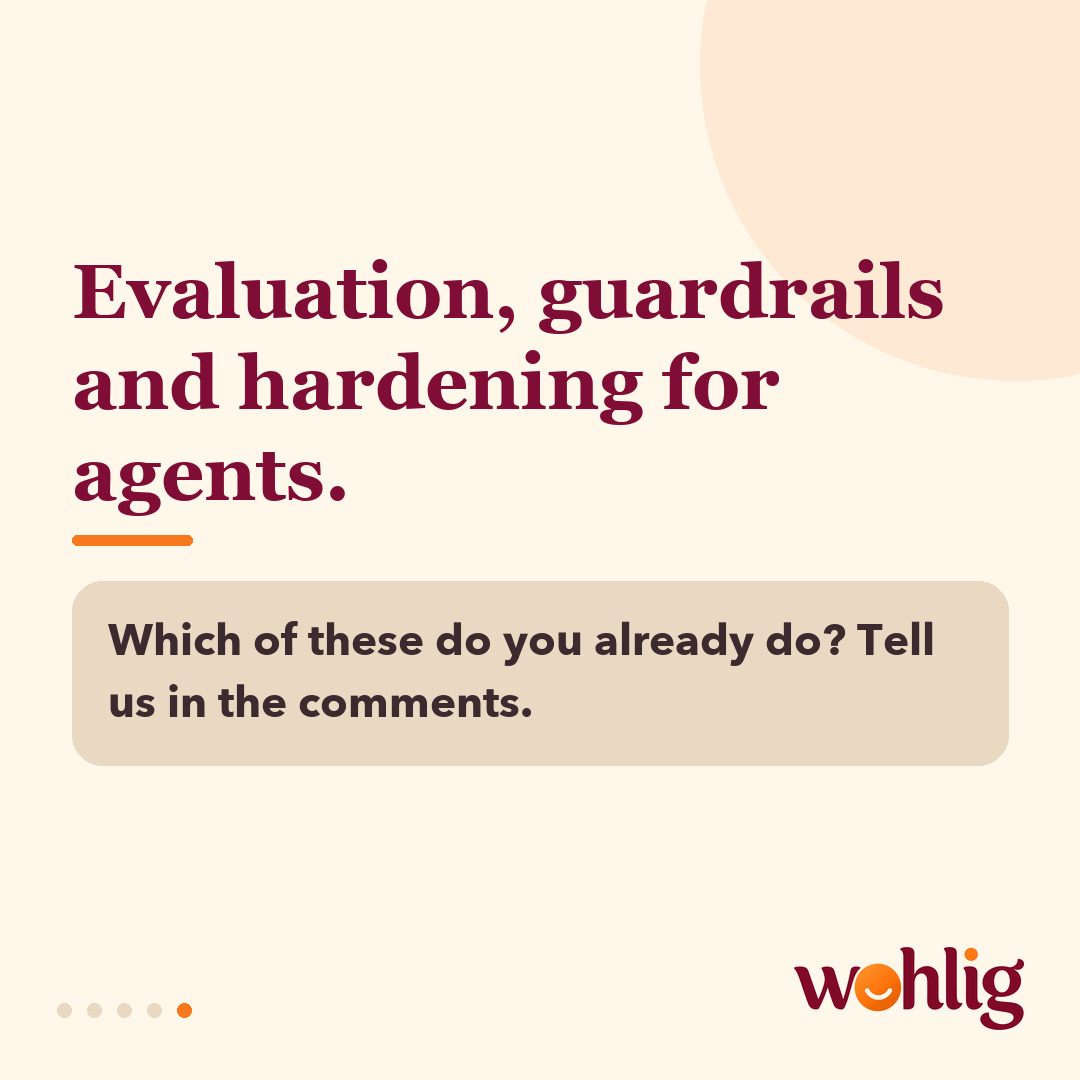 Evaluation, guardrails
and hardening for
agents.
Which of these do you already do? Tell
us in the comments.
wohlig